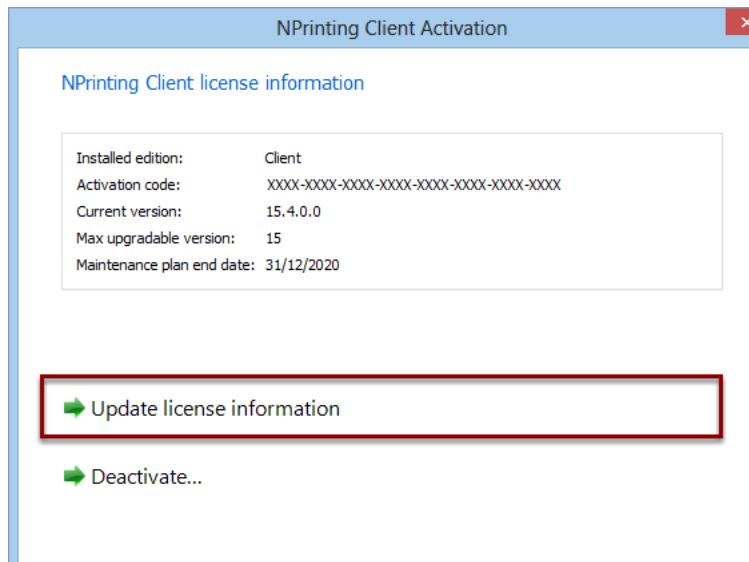 NPrinting Client Activation
NPrinting Client license information
Installed edition: Client
Activation code: XXXX-XXXX-XXXX-XXXX-XXXX-XXXX-XXXX-XXXX
Current version: 15.4.0.0
Max upgradable version: 15
Maintenance plan end date: 31/12/2020
Update license information
Deactivate...